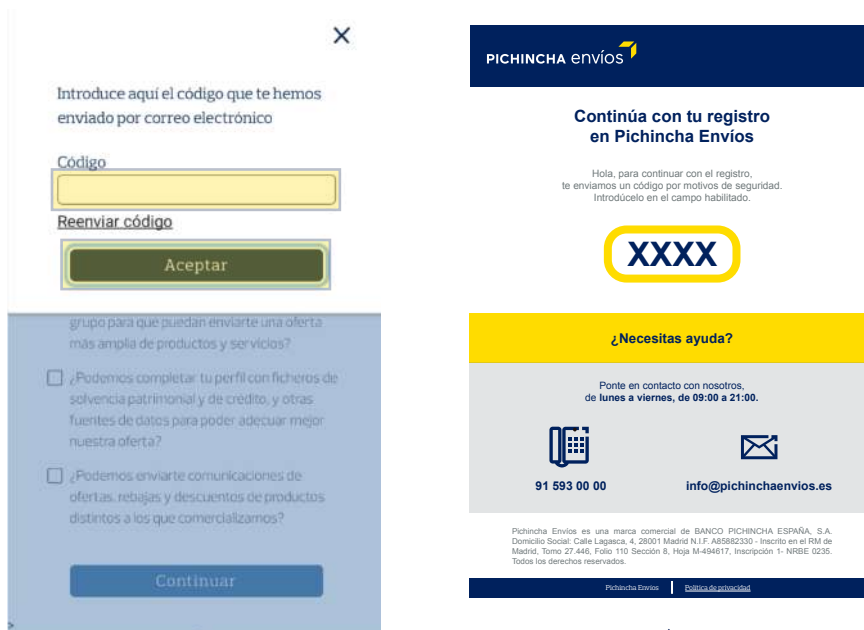 Introduce aquí el código que te hemos
enviado por correo electrónico
Código
Reenviar código
Aceptar
grupo para que puedan enviarte una oferta
más amplia de productos y servicios?
¿Podemos completar tu perfil con ficheros de
solvencia patrimonial y de crédito, y otras
fuentes de datos para poder adecuar mejor
nuestra oferta?
¿Podemos enviarte comunicaciones de
ofertas, rebajas y descuentos de productos
distintos a los que comercializamos?
Continuar
>
PICHINCHA envíos
Continúa con tu registro
en Pichincha Envíos
Hola, para continuar con el registro,
te enviamos un código por motivos de seguridad.
Introdúcelo en el campo habilitado.
XXXX
¿Necesitas ayuda?
Ponte en contacto con nosotros,
de lunes a viernes, de 09:00 a 21:00.
91 593 00 00
info@pichinchaenvios.es
Pichincha Envíos es una marca comercial de BANCO PICHINCHA ESPAÑA, S.A.
Domicilio Social: Calle Lagasca, 4, 28001 Madrid N.I.F. A85882330 - Inscrito en el RM de
Madrid, Tomo 27.446, Folio 110 Sección 8, Hoja M-494617, Inscripción 1- NRBE 0235.
Todos los derechos reservados.
Pichincha Envíos
Política de privacidad